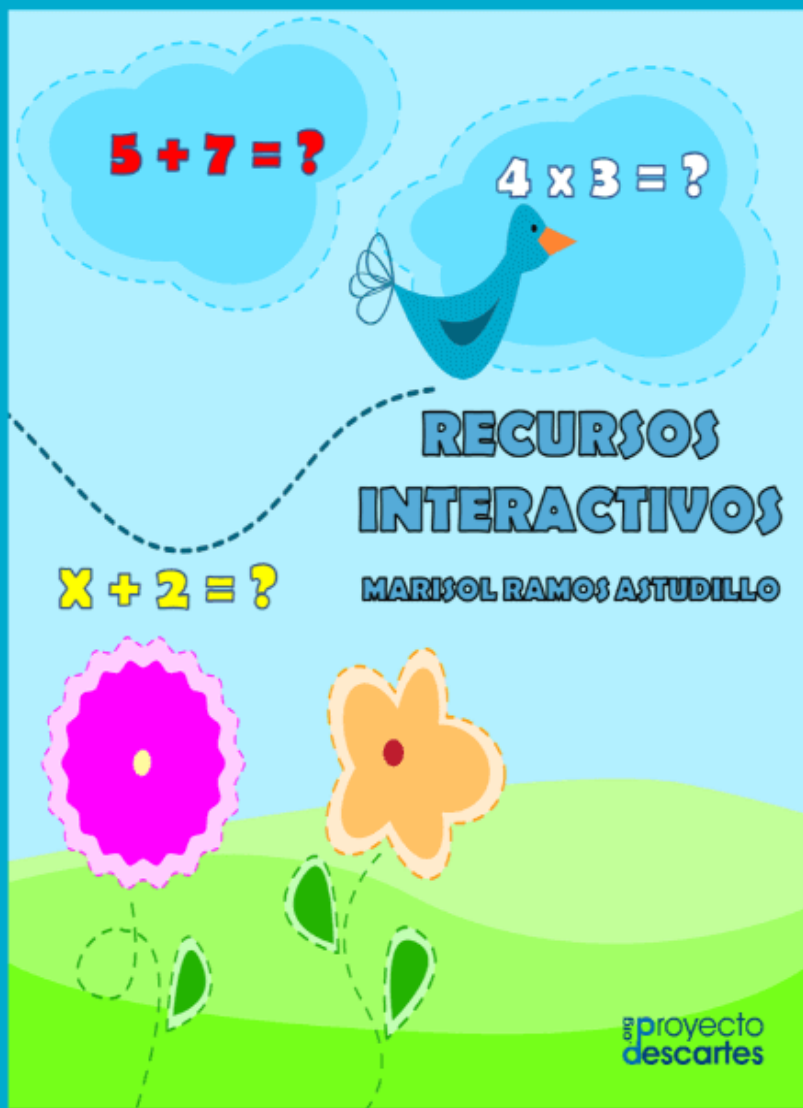 5 + 7 = ?
4 x 3 = ?
RECURSOS
INTERACTIVOS
X + 2 = ?
MARISOL RAMOS ASTUDILLO
proyecto
descartes
.org